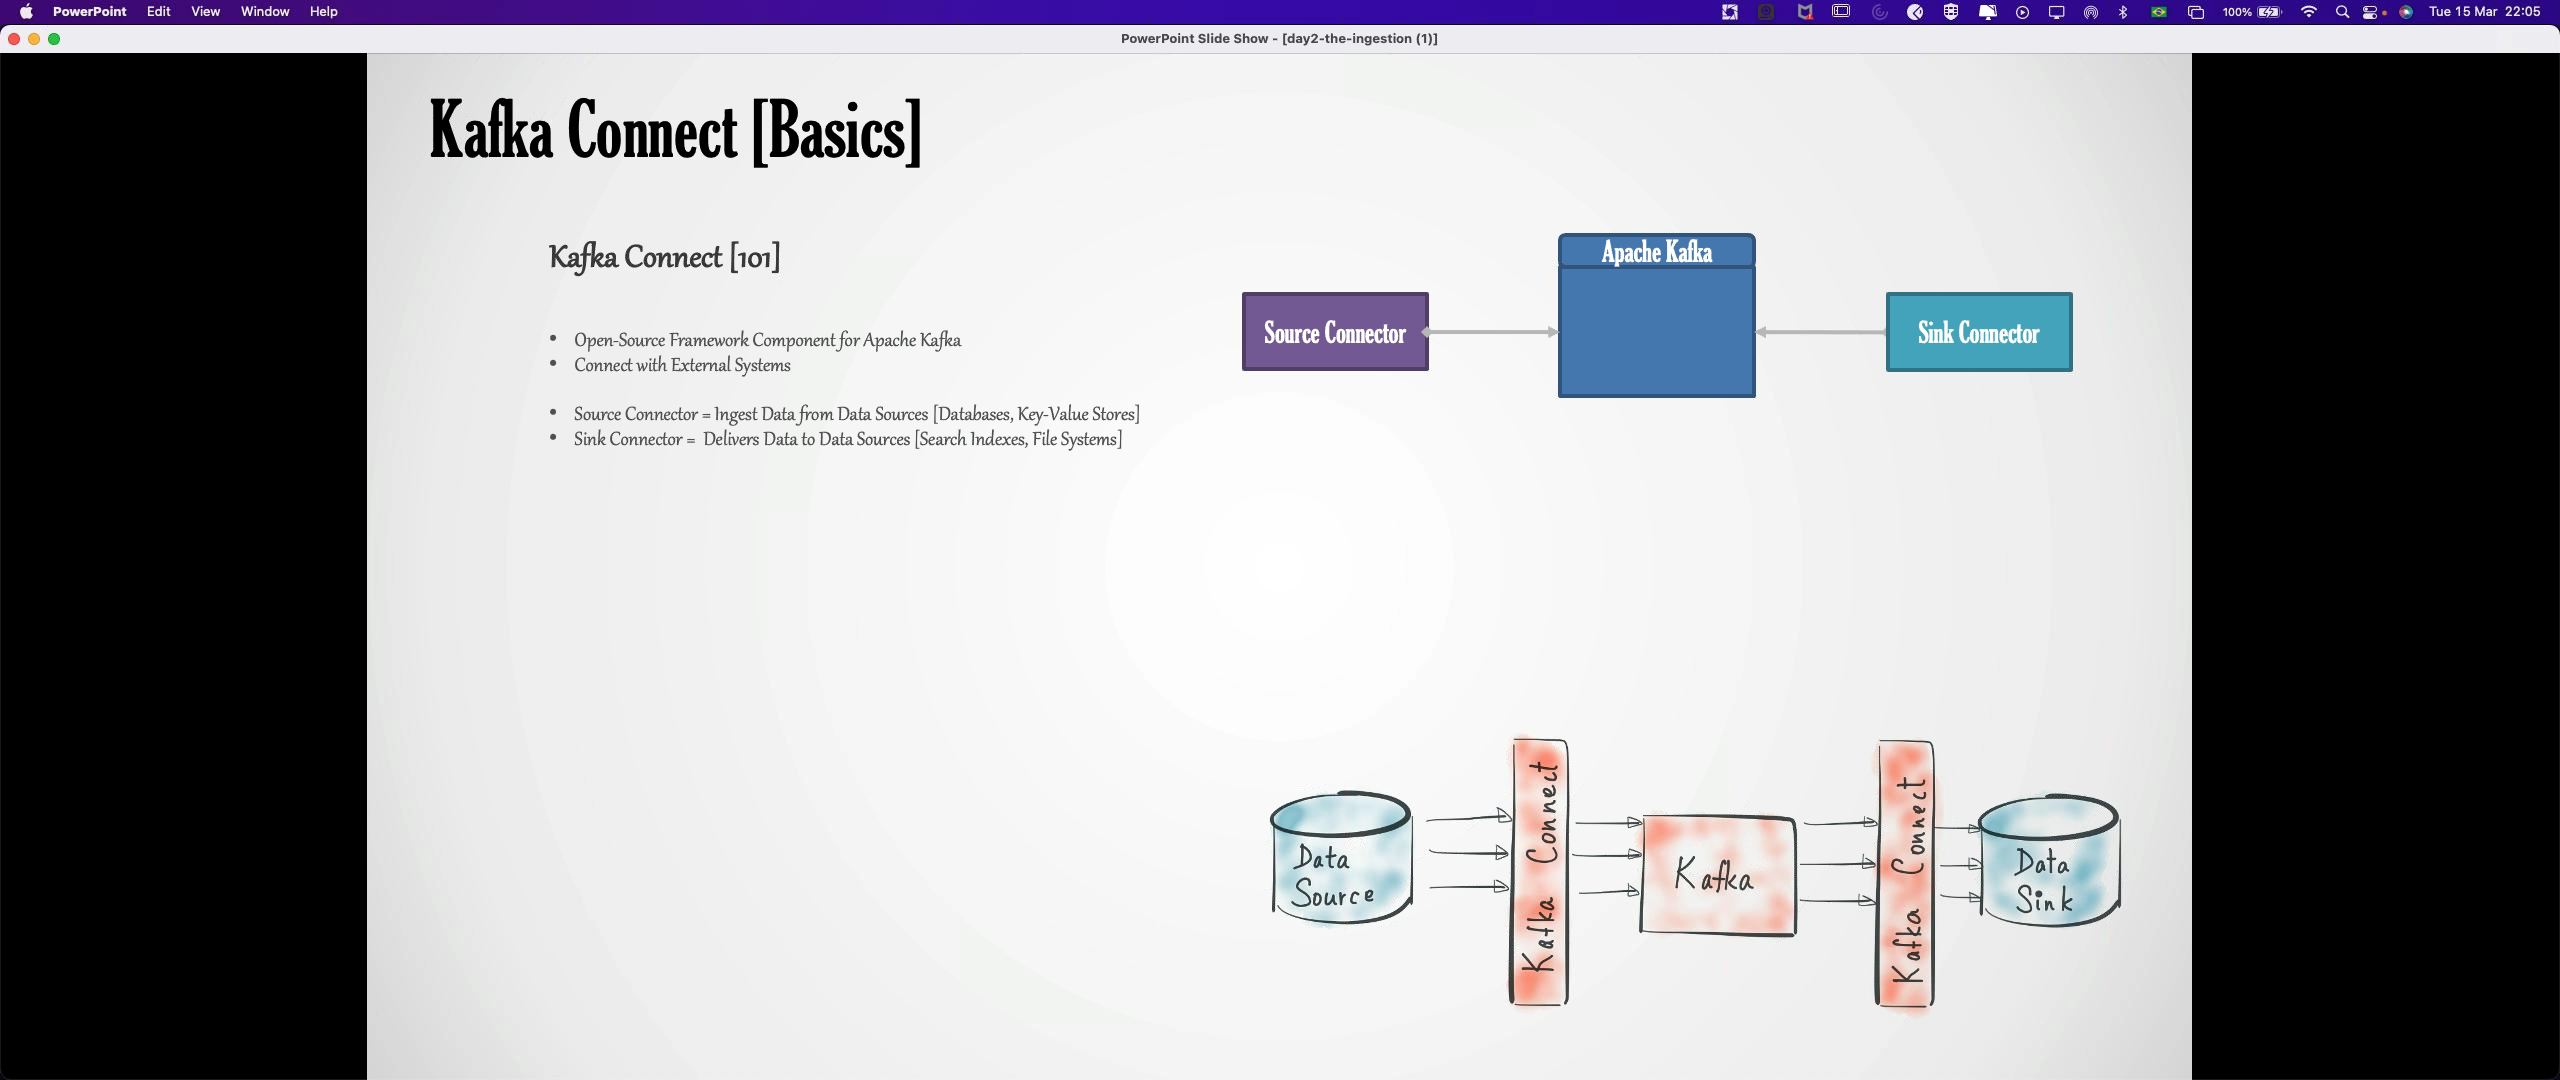 PowerPoint Edit View Window Help
100% Tue 15 Mar 22:05
PowerPoint Slide Show - [day2-the-ingestion (1)]
Kafka Connect [Basics]
Kafka Connect [101]
• Open-Source Framework Component for Apache Kafka
• Connect with External Systems
• Source Connector = Ingest Data from Data Sources [Databases, Key-Value Stores]
• Sink Connector = Delivers Data to Data Sources [Search Indexes, File Systems]
Apache Kafka
Source Connector
Sink Connector
Data
Source
Kafka Connect
Kafka
Kafka Connect
Data
Sink